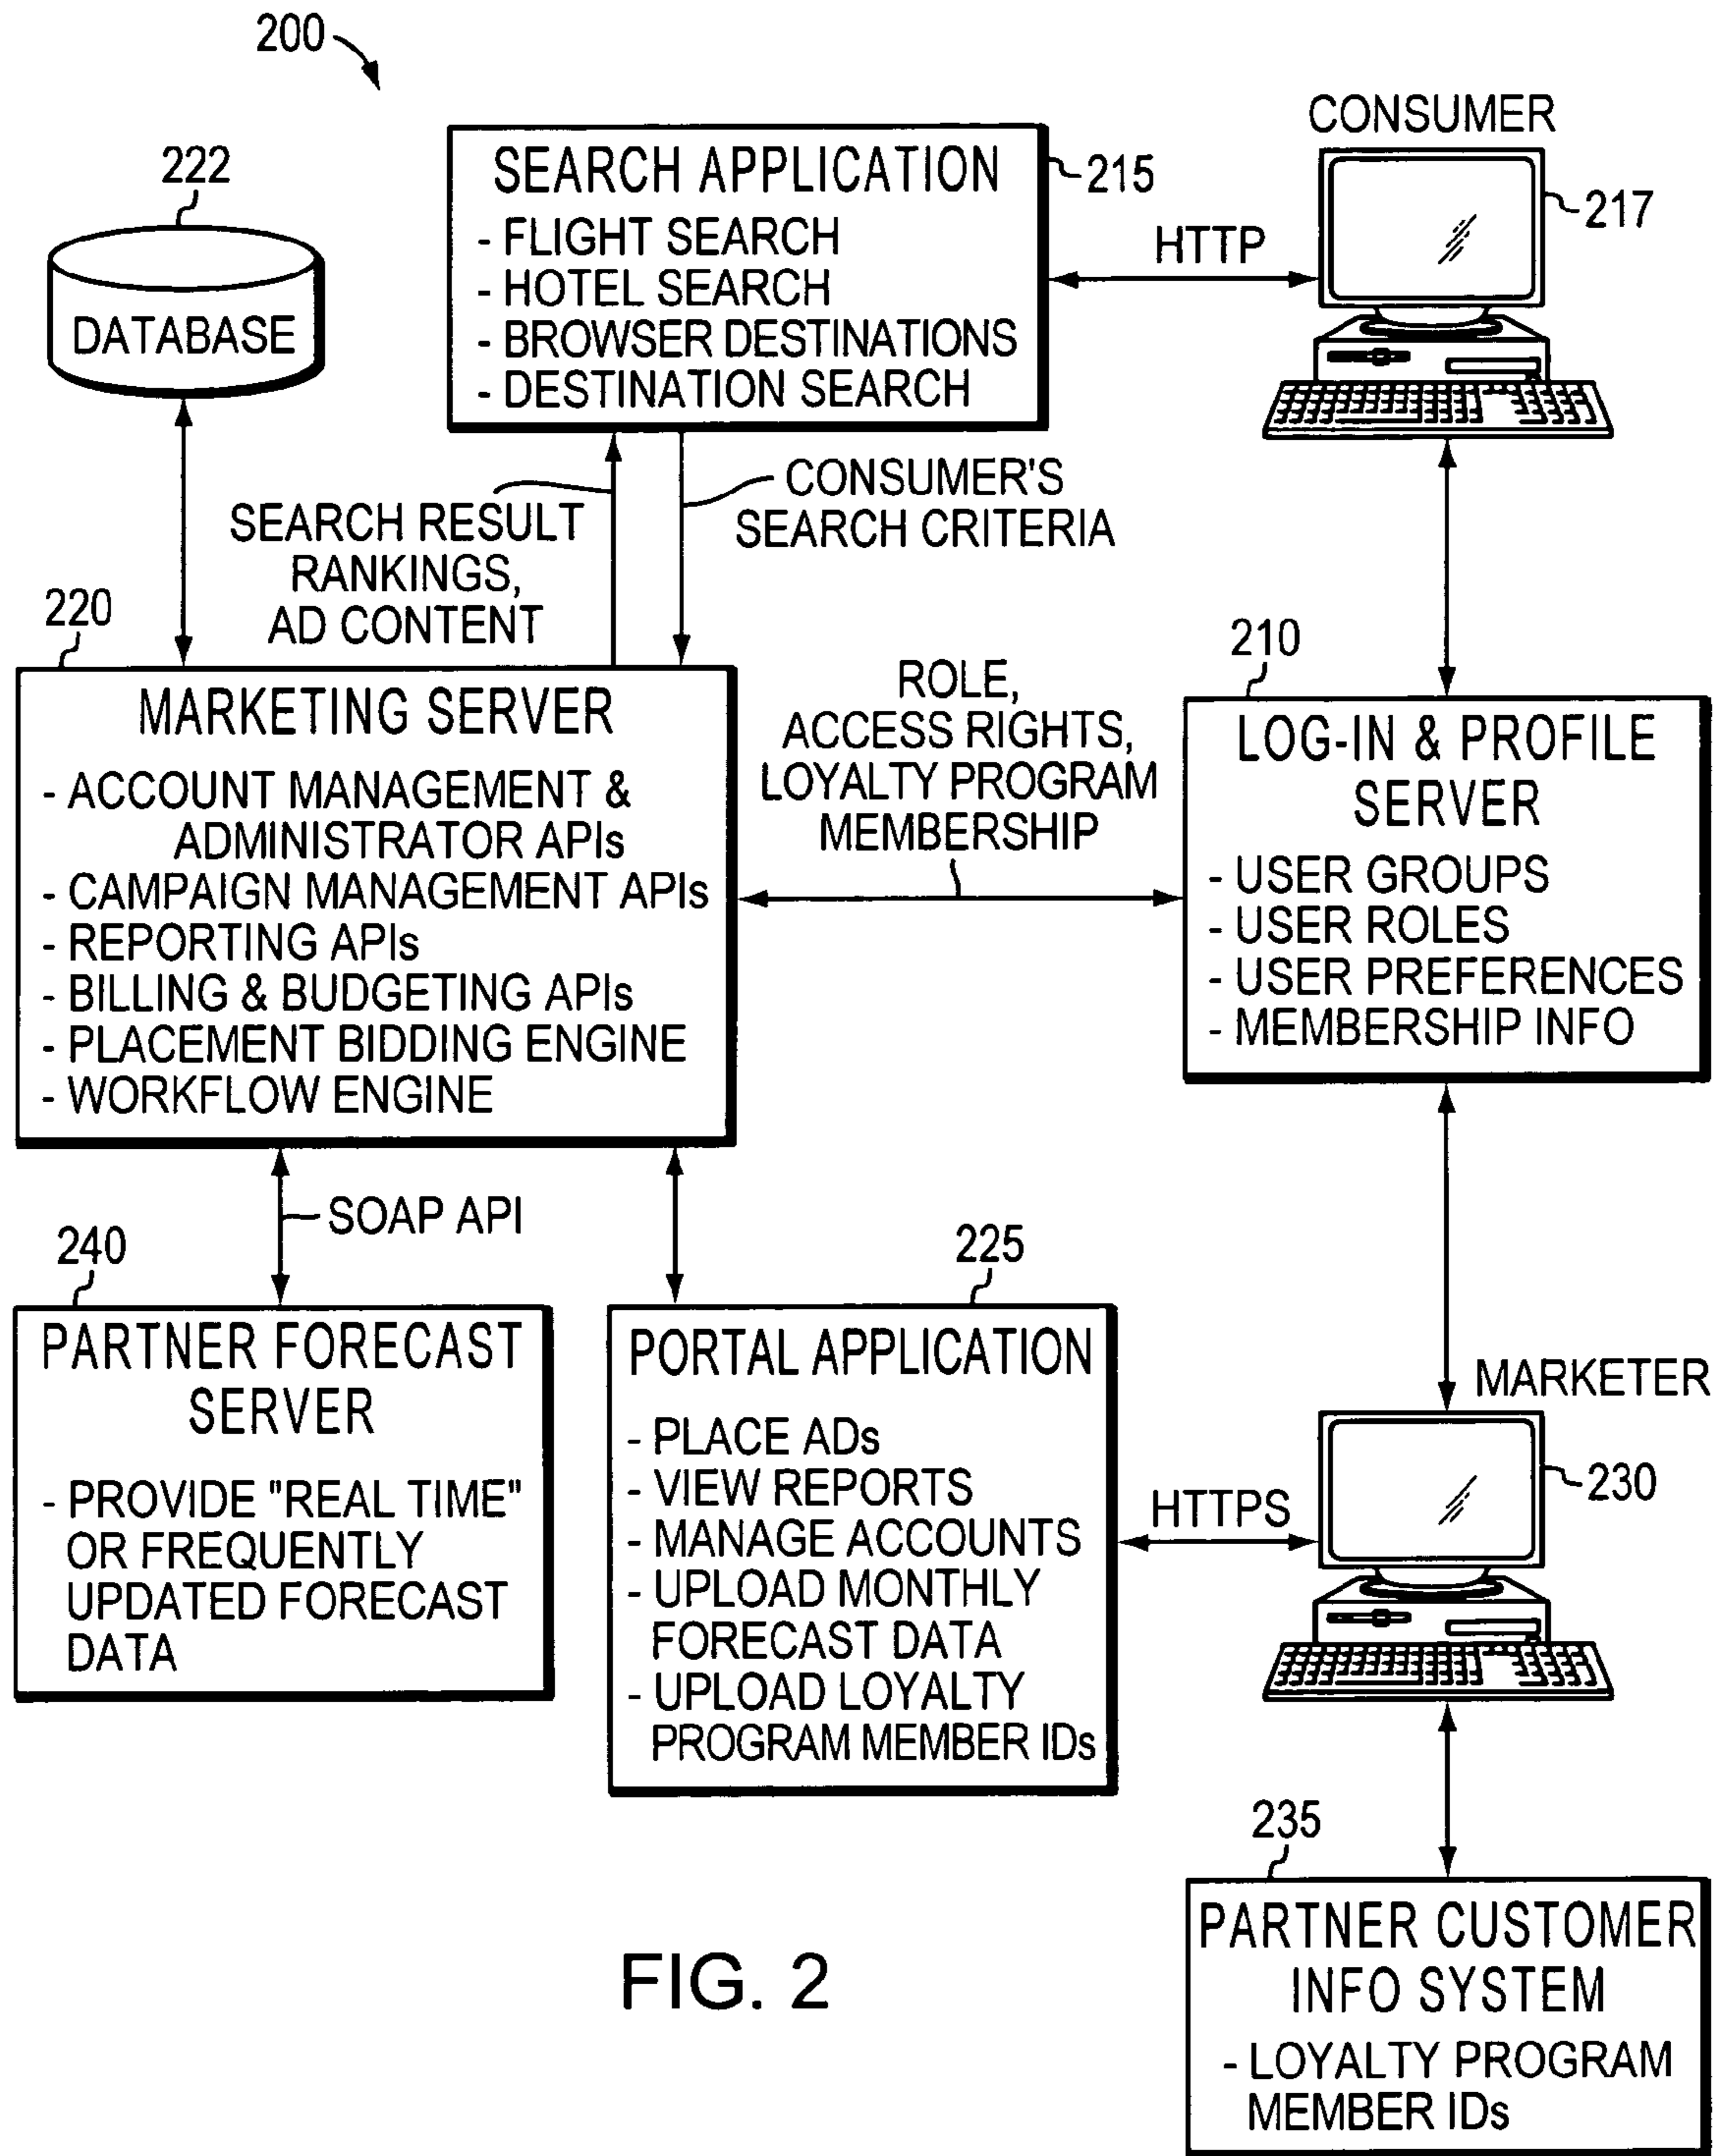 200
CONSUMER
222
SEARCH APPLICATION
- FLIGHT SEARCH
- HOTEL SEARCH
- BROWSER DESTINATIONS
- DESTINATION SEARCH
215
HTTP
217
DATABASE
SEARCH RESULT
RANKINGS,
AD CONTENT
CONSUMER'S
SEARCH CRITERIA
220
MARKETING SERVER
- ACCOUNT MANAGEMENT &
ADMINISTRATOR APIs
- CAMPAIGN MANAGEMENT APIs
- REPORTING APIs
- BILLING & BUDGETING APIs
- PLACEMENT BIDDING ENGINE
- WORKFLOW ENGINE
ROLE,
ACCESS RIGHTS,
LOYALTY PROGRAM
MEMBERSHIP
210
LOG-IN & PROFILE
SERVER
- USER GROUPS
- USER ROLES
- USER PREFERENCES
- MEMBERSHIP INFO
SOAP API
240
PARTNER FORECAST
SERVER
- PROVIDE "REAL TIME"
OR FREQUENTLY
UPDATED FORECAST
DATA
225
PORTAL APPLICATION
- PLACE ADs
- VIEW REPORTS
- MANAGE ACCOUNTS
- UPLOAD MONTHLY
FORECAST DATA
- UPLOAD LOYALTY
PROGRAM MEMBER IDs
HTTPS
MARKETER
230
235
PARTNER CUSTOMER
INFO SYSTEM
- LOYALTY PROGRAM
MEMBER IDs
FIG. 2